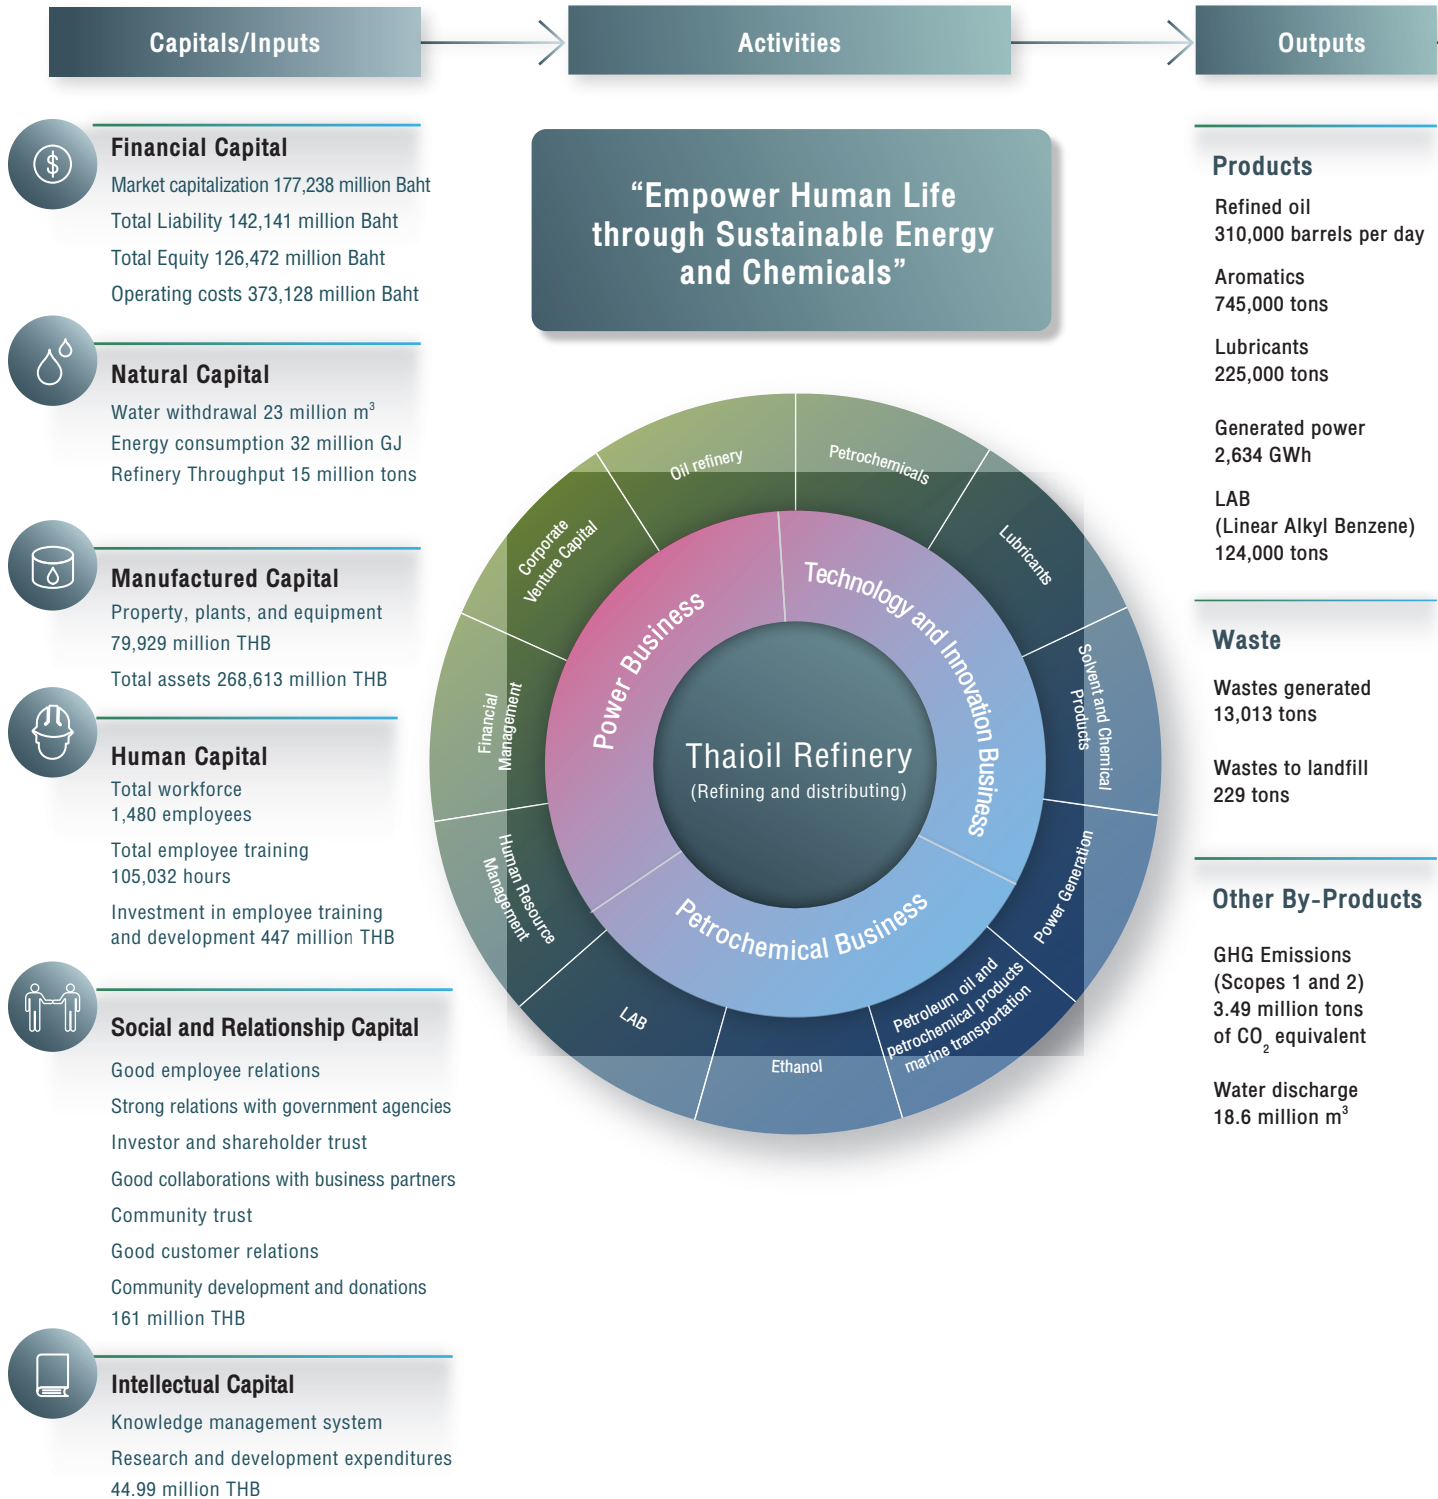 Capitals/Inputs
Activities
Outputs
Financial Capital
Market capitalization 177,238 million Baht
Total Liability 142,141 million Baht
Total Equity 126,472 million Baht
Operating costs 373,128 million Baht
Natural Capital
Water withdrawal 23 million m³
Energy consumption 32 million GJ
Refinery Throughput 15 million tons
Manufactured Capital
Property, plants, and equipment
79,929 million THB
Total assets 268,613 million THB
Human Capital
Total workforce
1,480 employees
Total employee training
105,032 hours
Investment in employee training
and development 447 million THB
Social and Relationship Capital
Good employee relations
Strong relations with government agencies
Investor and shareholder trust
Good collaborations with business partners
Community trust
Good customer relations
Community development and donations
161 million THB
Intellectual Capital
Knowledge management system
Research and development expenditures
44.99 million THB
“Empower Human Life
through Sustainable Energy
and Chemicals”
Oil refinery
Petrochemicals
Lubricants
Solvent and Chemical
Products
Power Generation
Petroleum oil and
petrochemical products
marine transportation
Ethanol
LAB
Human Resource
Management
Financial
Management
Corporate
Venture Capital
Power Business
Technology and Innovation Business
Petrochemical Business
Thaioil Refinery
(Refining and distributing)
Products
Refined oil
310,000 barrels per day
Aromatics
745,000 tons
Lubricants
225,000 tons
Generated power
2,634 GWh
LAB
(Linear Alkyl Benzene)
124,000 tons
Waste
Wastes generated
13,013 tons
Wastes to landfill
229 tons
Other By-Products
GHG Emissions
(Scopes 1 and 2)
3.49 million tons
of CO₂ equivalent
Water discharge
18.6 million m³